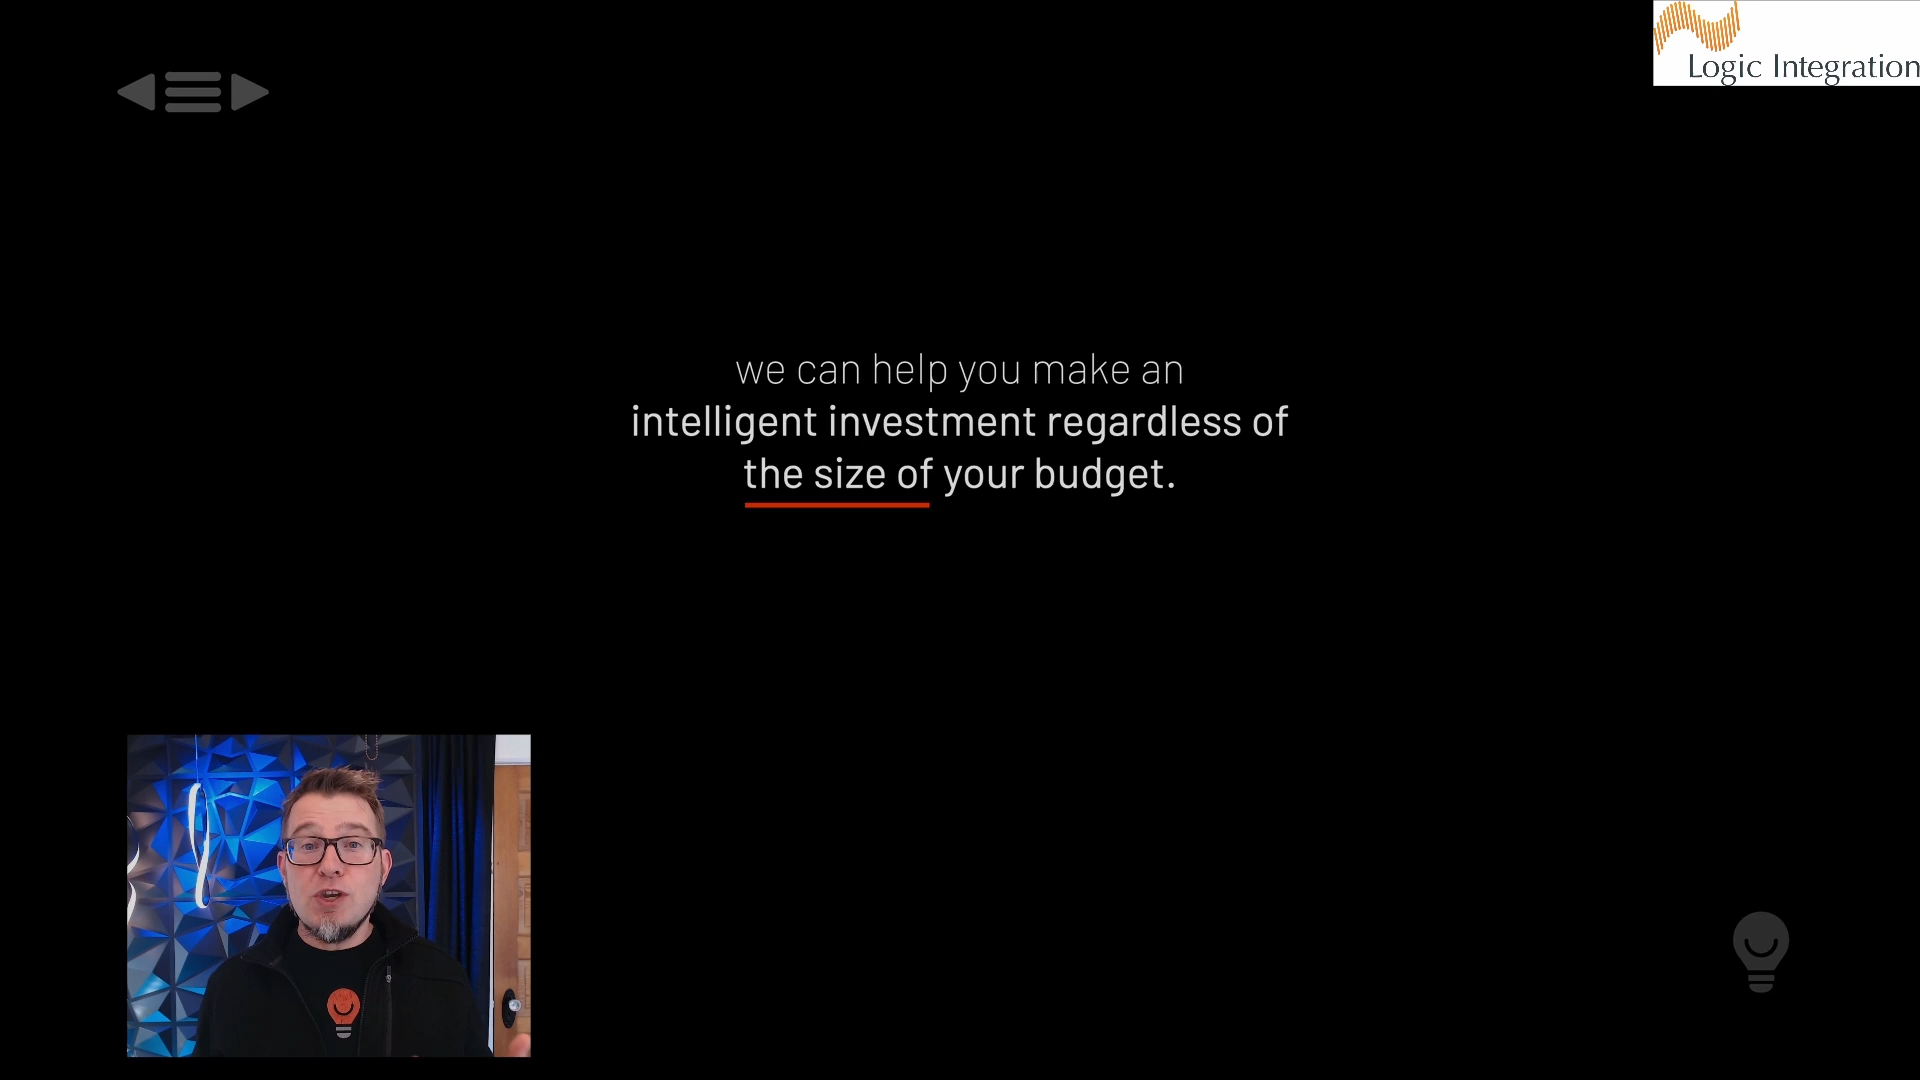 Logic Integration
we can help you make an
intelligent investment regardless of
the size of your budget.